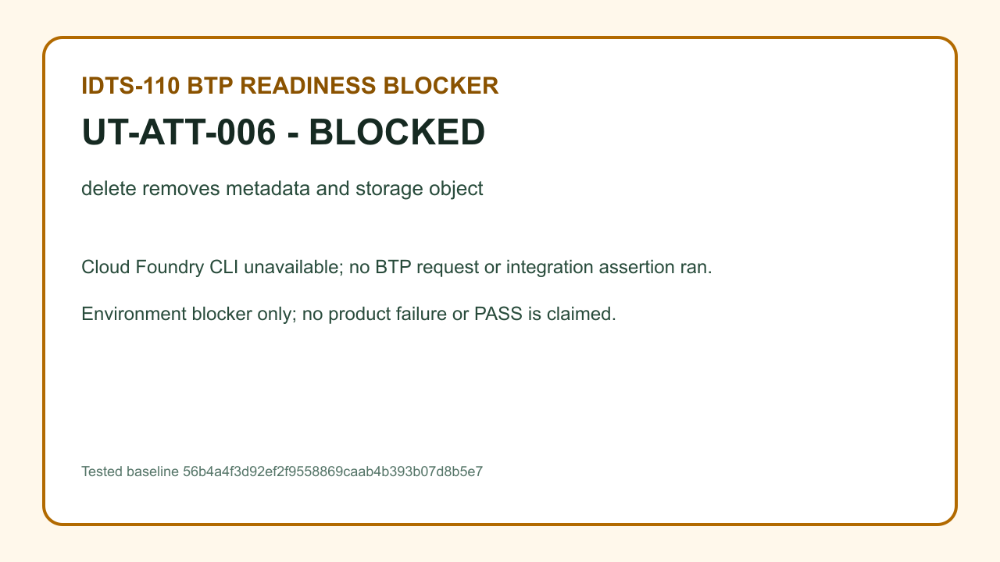 IDTS-110 BTP READINESS BLOCKER
UT-ATT-006 - BLOCKED
delete removes metadata and storage object
Cloud Foundry CLI unavailable; no BTP request or integration assertion ran.
Environment blocker only; no product failure or PASS is claimed.
Tested baseline 56b4a4f3d92ef2f9558869caab4b393b07d8b5e7